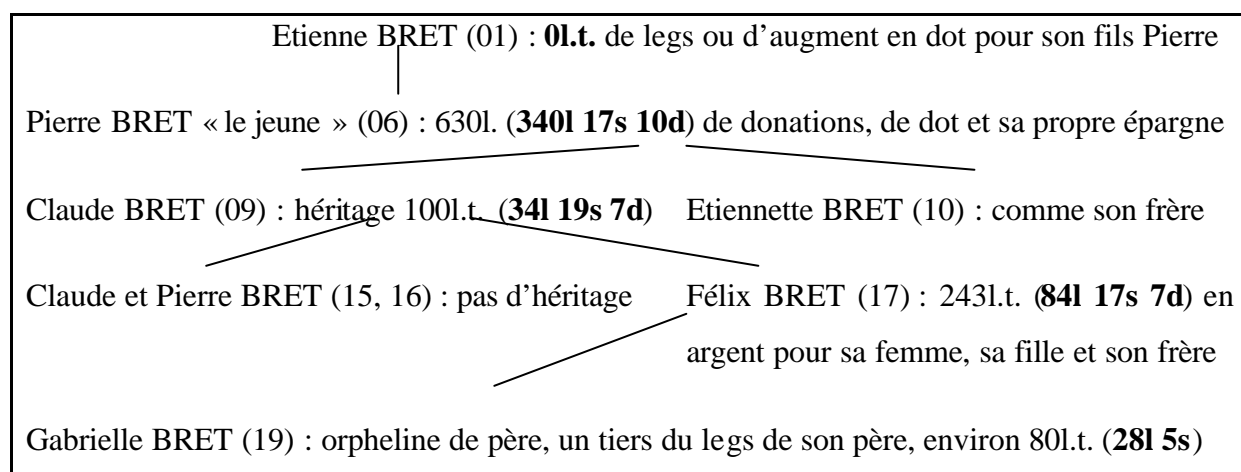 Etienne BRET (01) : 0l.t. de legs ou d’augment en dot pour son fils Pierre
Pierre BRET « le jeune » (06) : 630l. (340l 17s 10d) de donations, de dot et sa propre épargne
Claude BRET (09) : héritage 100l.t. (34l 19s 7d) Etiennette BRET (10) : comme son frère
Claude et Pierre BRET (15, 16) : pas d’héritage Félix BRET (17) : 243l.t. (84l 17s 7d) en
argent pour sa femme, sa fille et son frère
Gabrielle BRET (19) : orpheline de père, un tiers du legs de son père, environ 80l.t. (28l 5s)